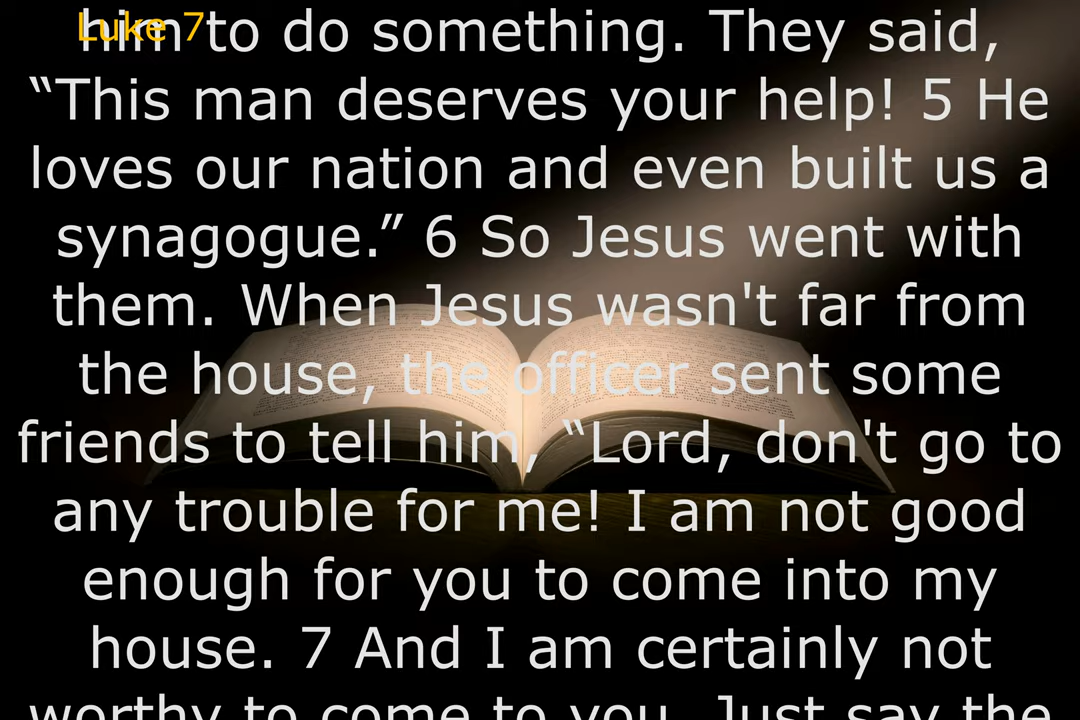 Luke 7
him to do something. They said,
“This man deserves your help! 5 He
loves our nation and even built us a
synagogue.” 6 So Jesus went with
them. When Jesus wasn't far from
the house, the officer sent some
friends to tell him, “Lord, don't go to
any trouble for me! I am not good
enough for you to come into my
house. 7 And I am certainly not
worthy to come to you. Just say the